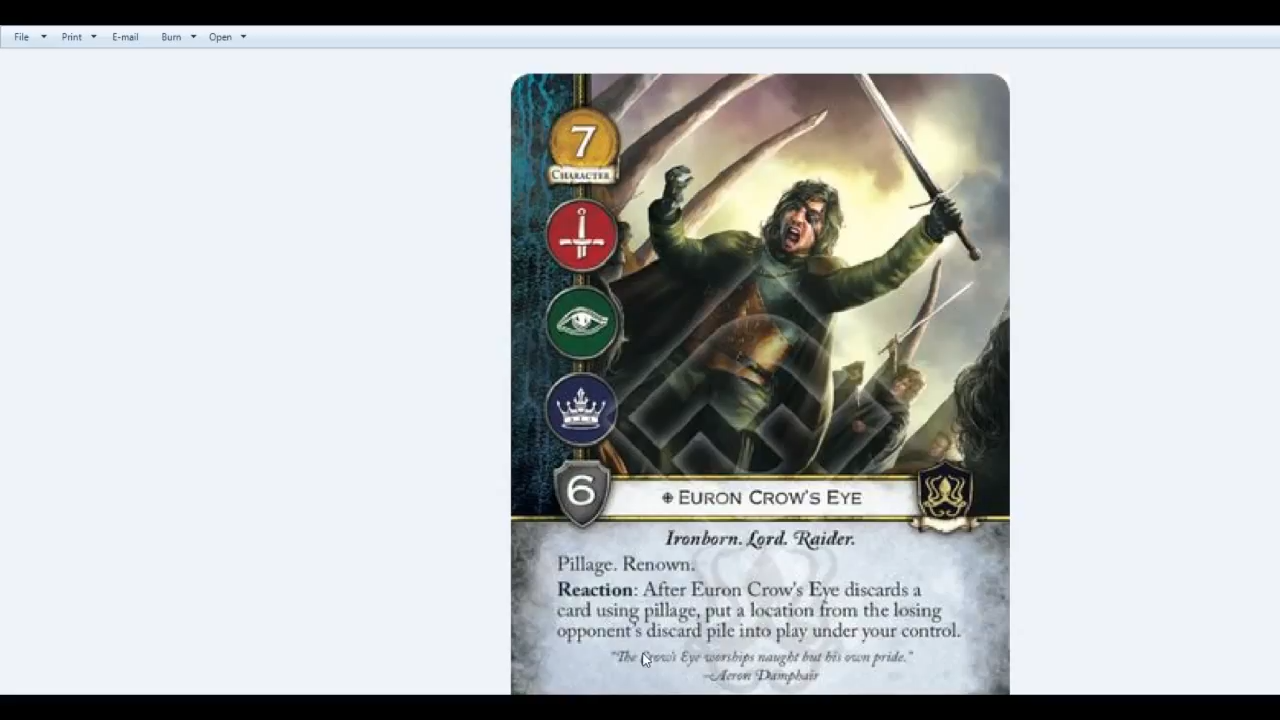 File Print E-mail Burn Open
7
Character
6
Euron Crow's Eye
Ironborn. Lord. Raider.
Pillage. Renown.
Reaction: After Euron Crow's Eye discards a
card using pillage, put a location from the losing
opponent's discard pile into play under your control.
"The Crow's Eye worships naught but his own pride."
–Aeron Damphair